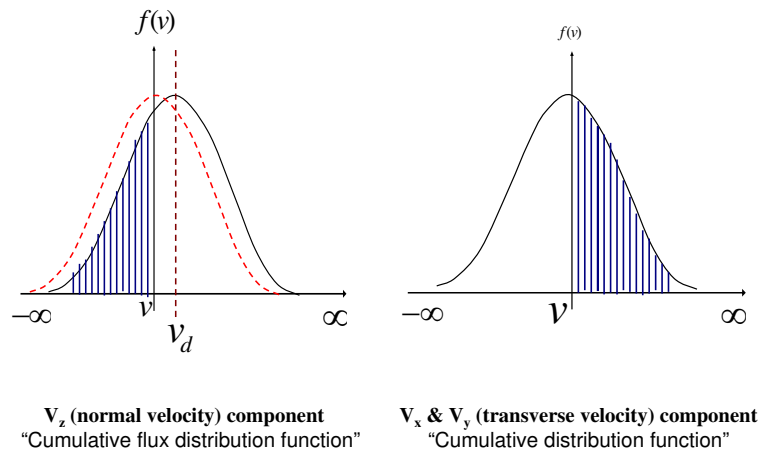 f(v)
−∞
v
v_d
∞
f(v)
−∞
v
∞
V_z (normal velocity) component
“Cumulative flux distribution function”
V_x & V_y (transverse velocity) component
“Cumulative distribution function”